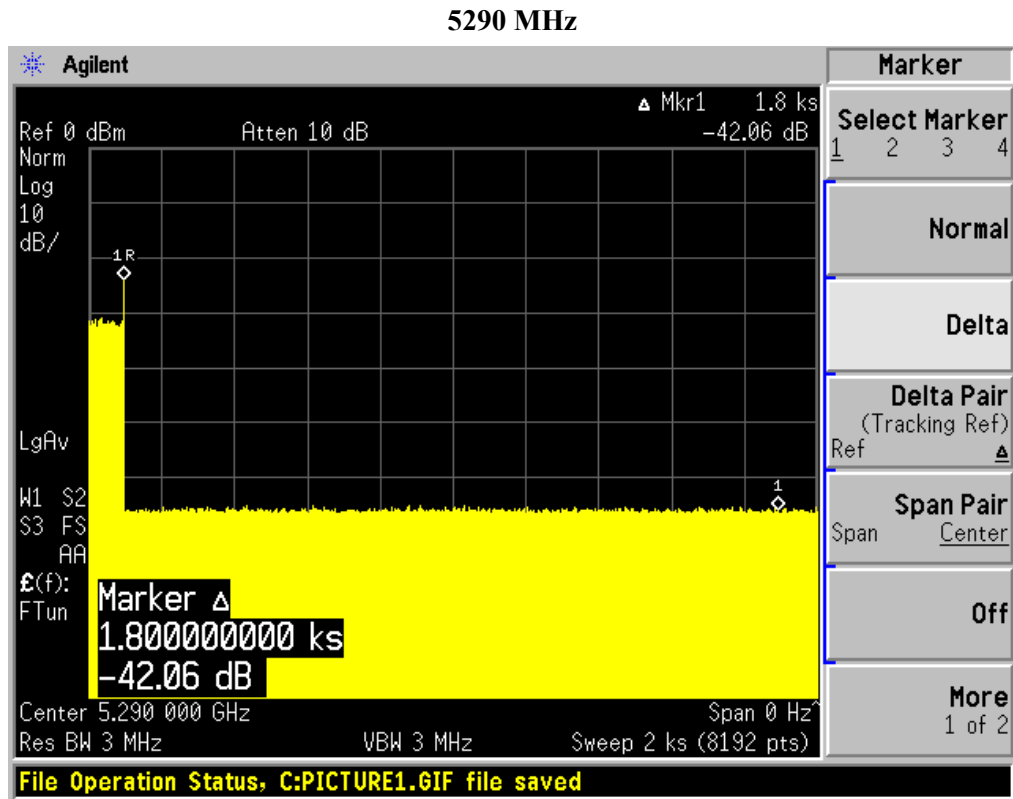 5290 MHz
Agilent
Δ Mkr1 1.8 ks
Ref 0 dBm Atten 10 dB -42.06 dB
Norm
Log
10
dB/
1R
LgAv
1
W1 S2
S3 FS
AA
£(f):
FTun
Marker Δ
1.800000000 ks
-42.06 dB
Center 5.290 000 GHz Span 0 Hz^
Res BW 3 MHz VBW 3 MHz Sweep 2 ks (8192 pts)
File Operation Status, C:PICTURE1.GIF file saved
Marker
Select Marker
1 2 3 4
Normal
Delta
Delta Pair
(Tracking Ref)
Ref Δ
Span Pair
Span Center
Off
More
1 of 2